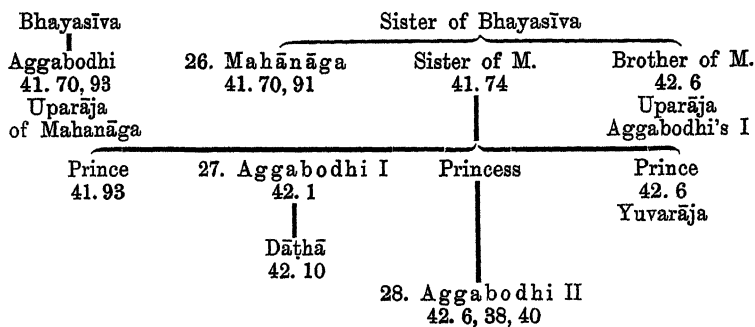 Bhayasīva Sister of Bhayasīva
Aggabodhi 26. Mahānāga Sister of M. Brother of M.
41. 70, 93 41. 70, 91 41. 74 42. 6
Uparāja Uparāja
of Mahanāga Aggabodhi's I
Prince 27. Aggabodhi I Princess Prince
41. 93 42. 1 42. 6
Yuvarāja
Dāṭhā
42. 10
28. Aggabodhi II
42. 6, 38, 40